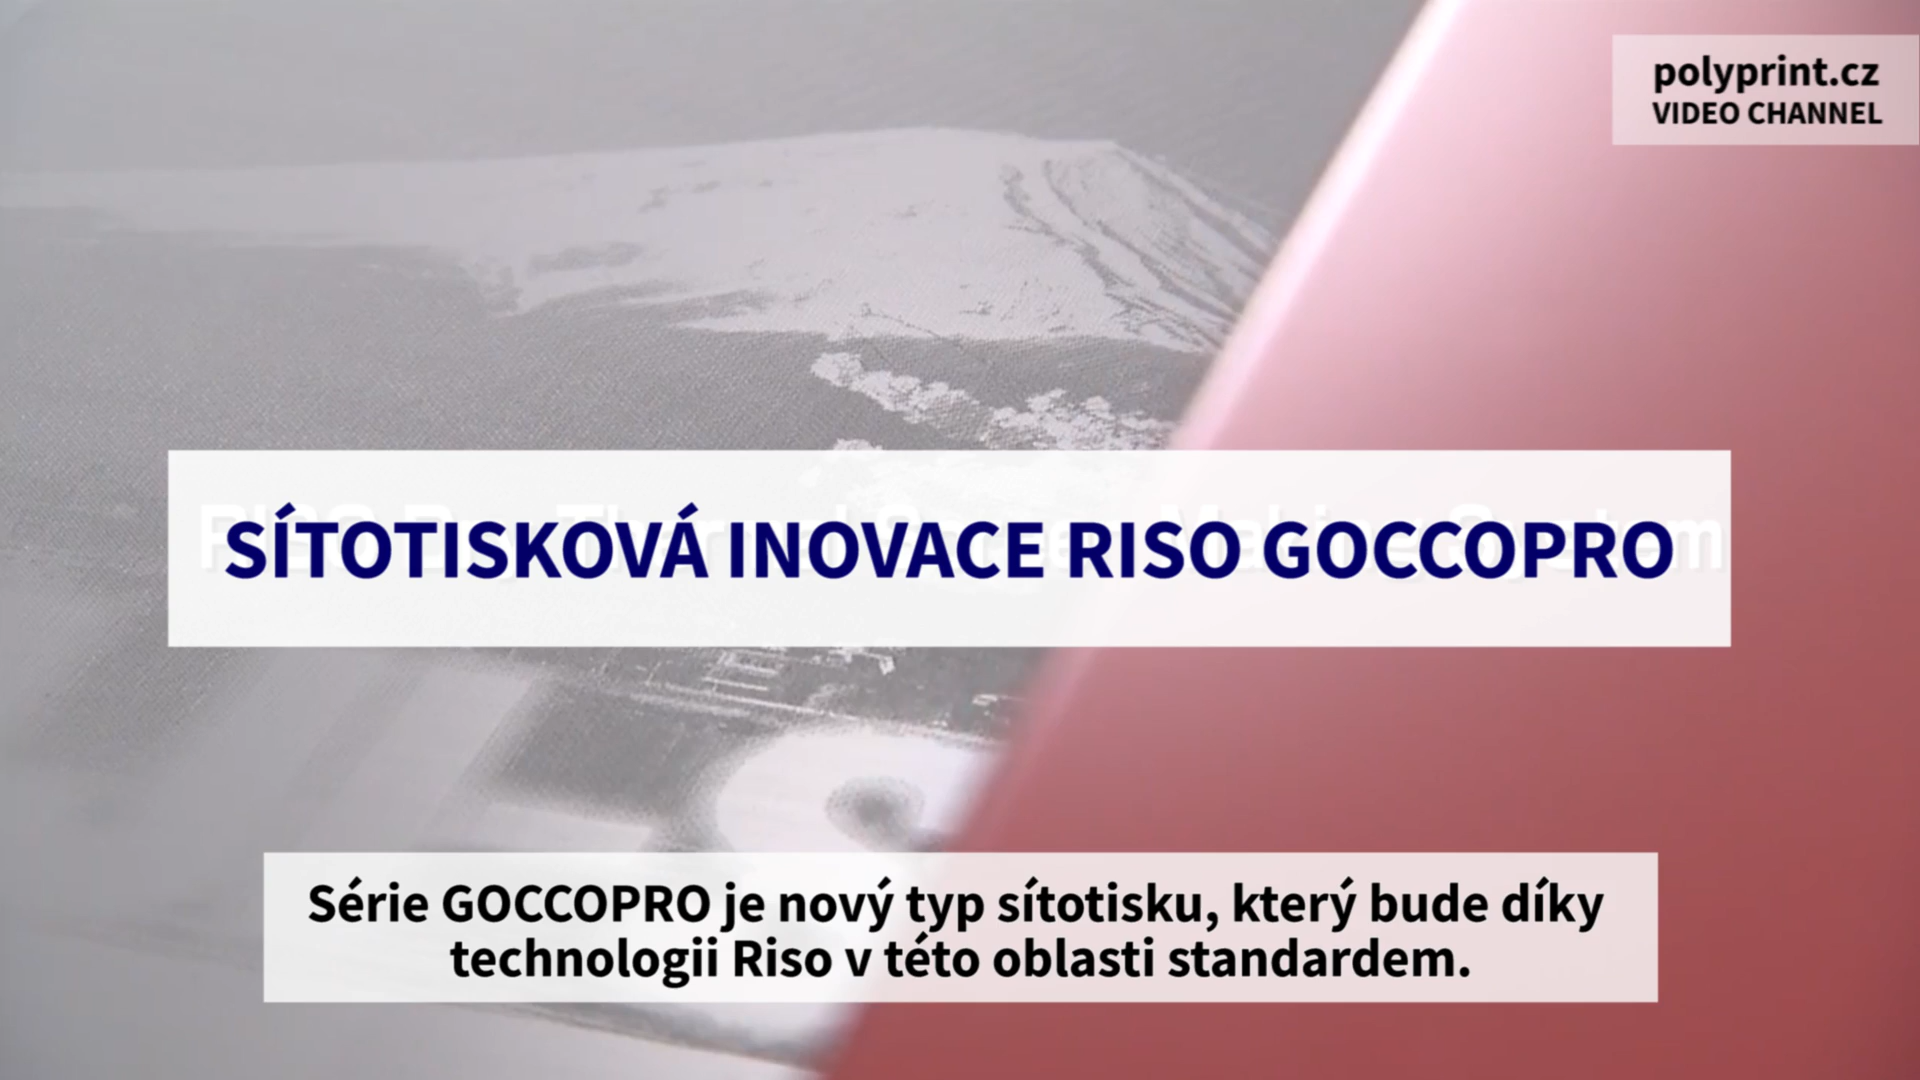 polyprint.cz
VIDEO CHANNEL
SÍTOTISKOVÁ INOVACE RISO GOCCOPRO
Série GOCCOPRO je nový typ sítotisku, který bude díky
technologii Riso v této oblasti standardem.